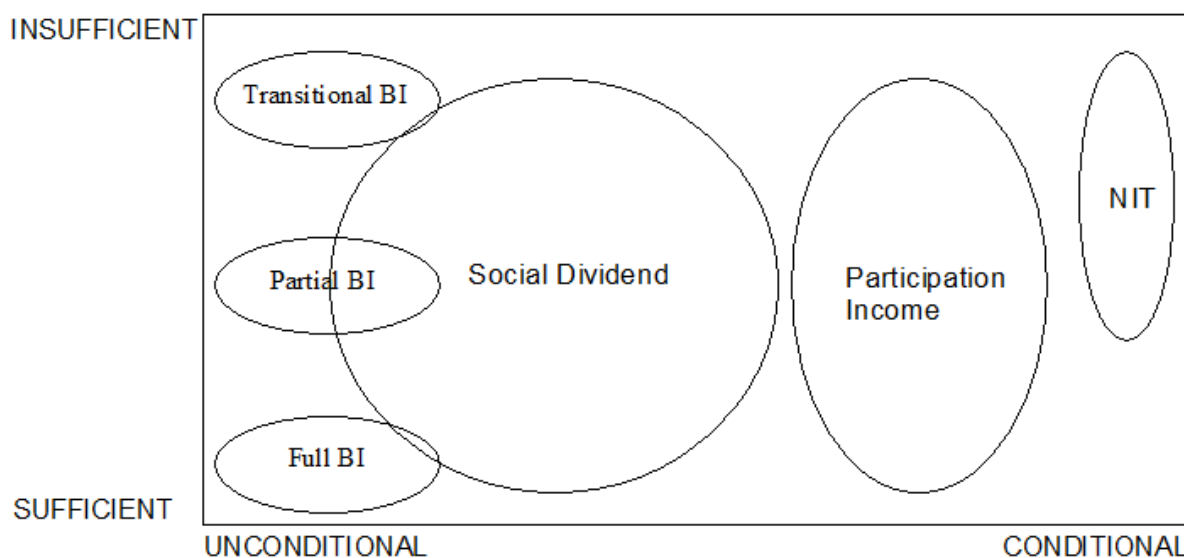 INSUFFICIENT
Transitional BI
NIT
Social Dividend
Participation
Income
Partial BI
Full BI
SUFFICIENT
UNCONDITIONAL
CONDITIONAL